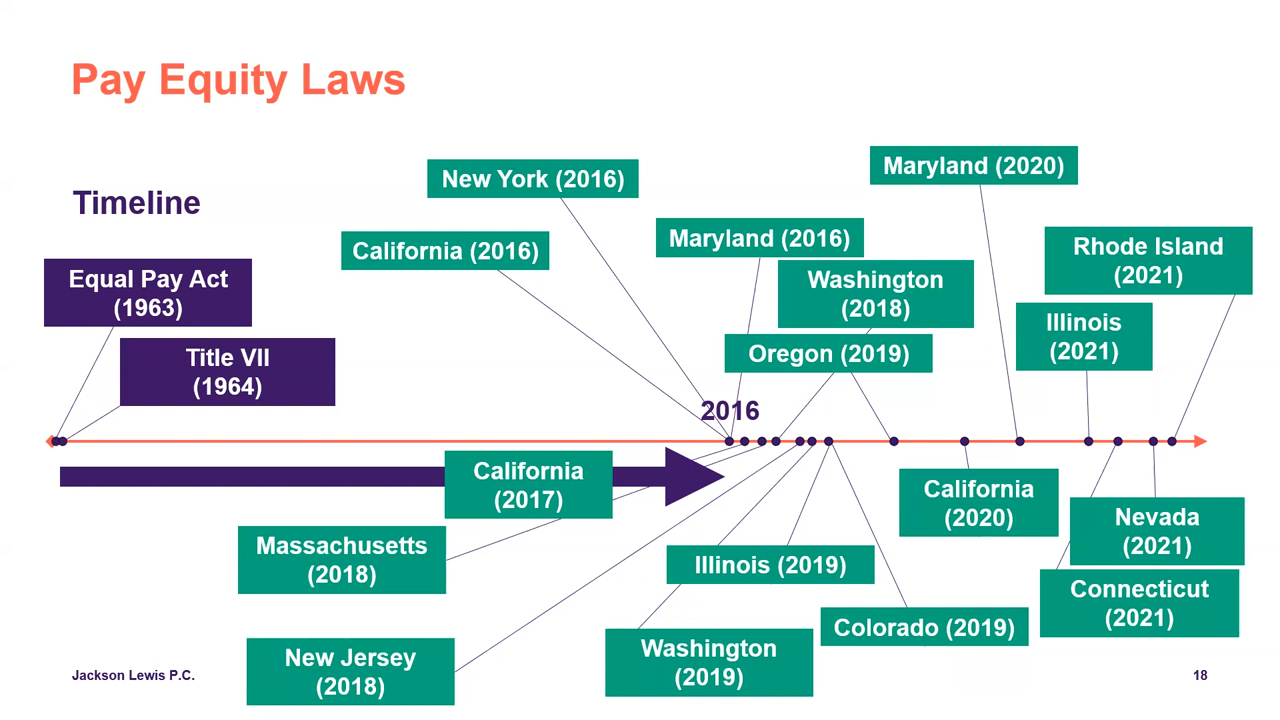 Pay Equity Laws
Timeline
Equal Pay Act
(1963)
Title VII
(1964)
California (2016)
New York (2016)
Maryland (2016)
Washington
(2018)
Oregon (2019)
Maryland (2020)
Rhode Island
(2021)
Illinois
(2021)
2016
California
(2017)
Massachusetts
(2018)
New Jersey
(2018)
Illinois (2019)
Washington
(2019)
Colorado (2019)
California
(2020)
Nevada
(2021)
Connecticut
(2021)
Jackson Lewis P.C.
18